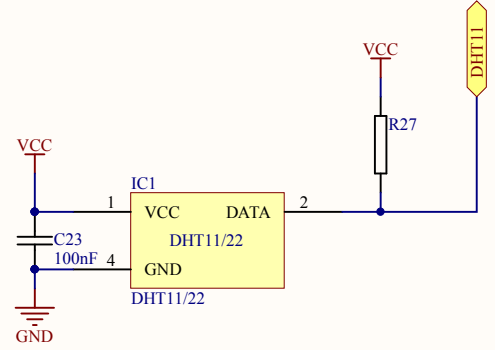 DHT11
VCC
R27
VCC
IC1
1
VCC
DATA
2
C23
100nF
DHT11/22
4
GND
DHT11/22
GND